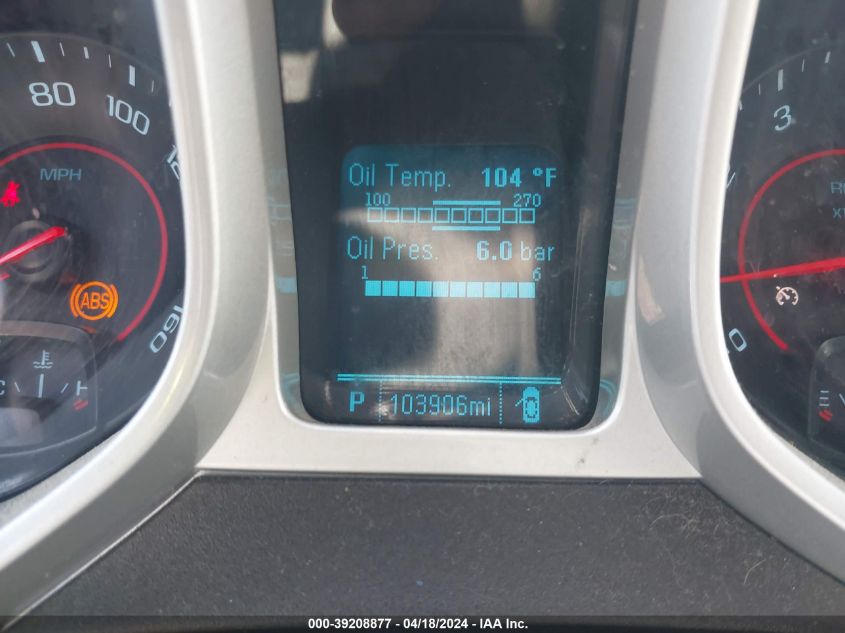 80
100
MPH
160
ABS
C
H
Oil Temp. 104 °F
100 270
Oil Pres. 6.0 bar
1 6
P 103906mi
3
0
000-39208877 - 04/18/2024 - IAA Inc.